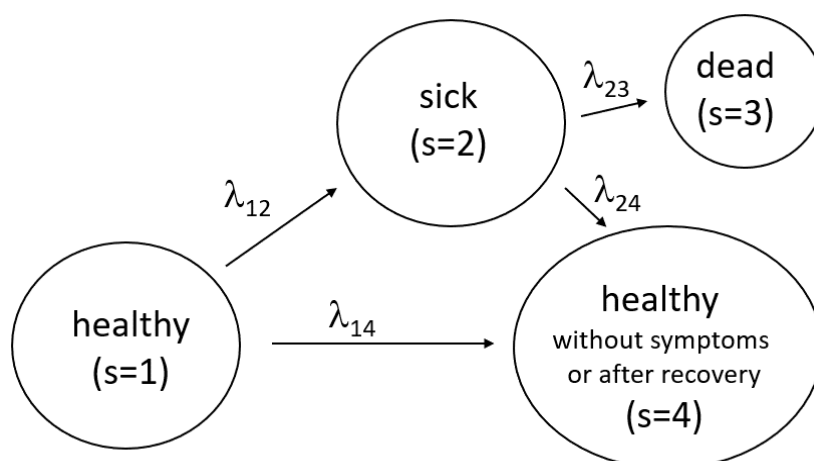 dead
(s=3)
λ23
sick
(s=2)
λ24
λ12
healthy
(s=1)
λ14
healthy
without symptoms
or after recovery
(s=4)